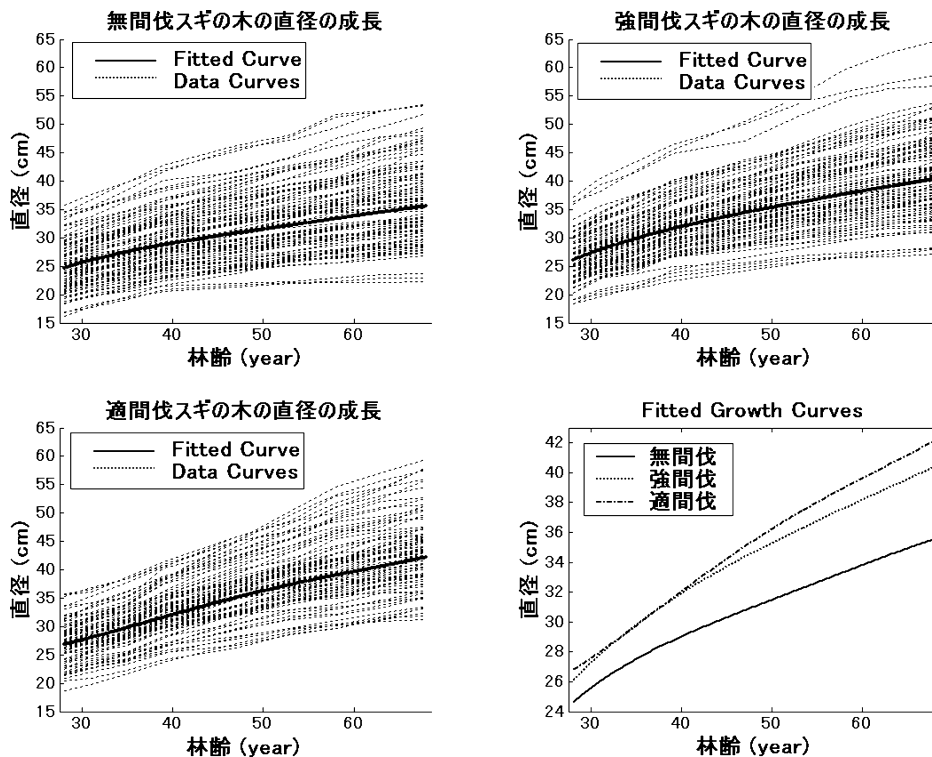 無間伐スギの木の直径の成長
65
60
55
50
45
40
35
30
25
20
15
直径 (cm)
Fitted Curve
Data Curves
30 40 50 60
林齢 (year)
強間伐スギの木の直径の成長
65
60
55
50
45
40
35
30
25
20
15
直径 (cm)
Fitted Curve
Data Curves
30 40 50 60
林齢 (year)
適間伐スギの木の直径の成長
65
60
55
50
45
40
35
30
25
20
15
直径 (cm)
Fitted Curve
Data Curves
30 40 50 60
林齢 (year)
Fitted Growth Curves
42
40
38
36
34
32
30
28
26
24
直径 (cm)
無間伐
強間伐
適間伐
30 40 50 60
林齢 (year)